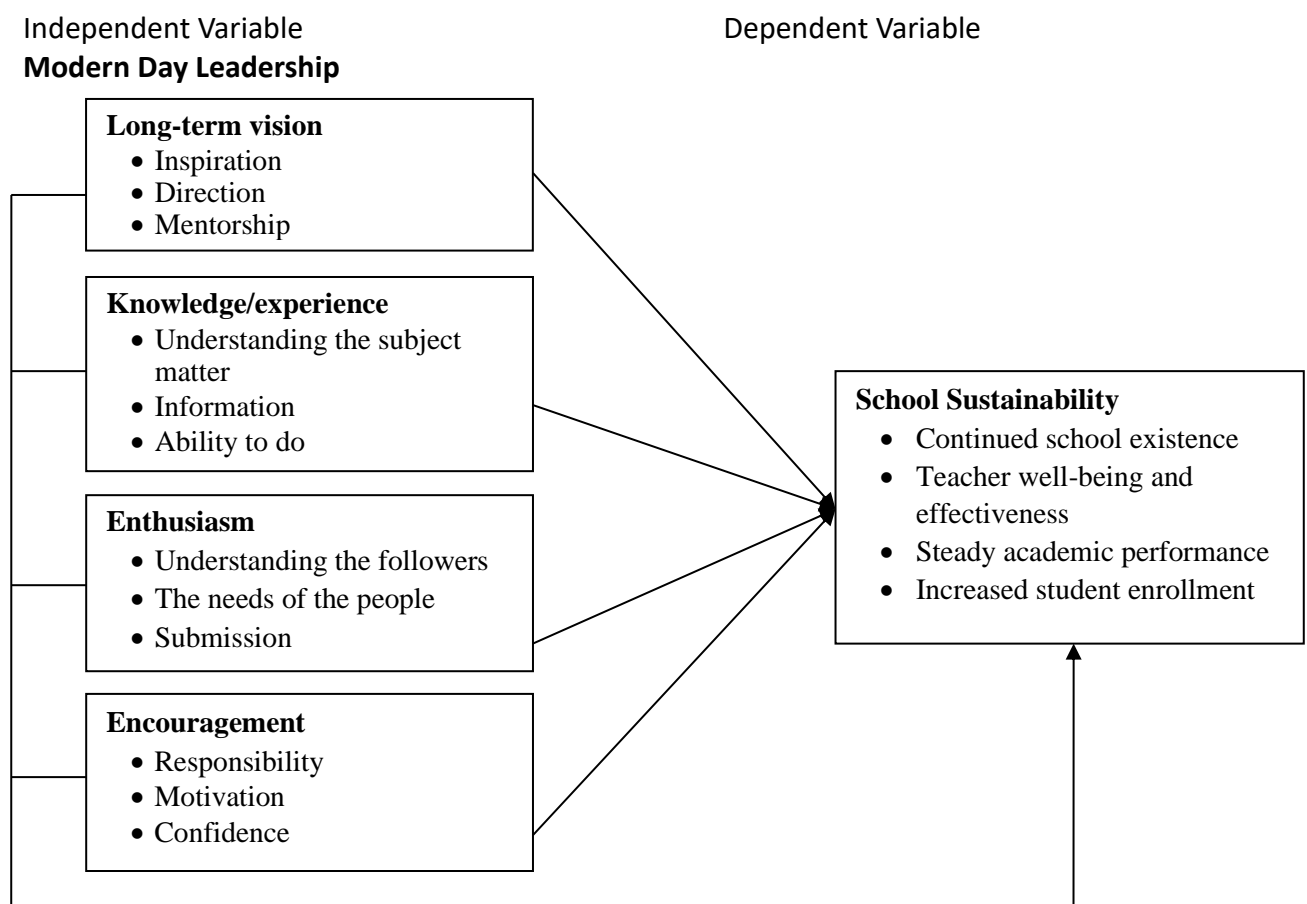 Independent Variable
Dependent Variable
Modern Day Leadership
Long-term vision
• Inspiration
• Direction
• Mentorship
Knowledge/experience
• Understanding the subject
matter
• Information
• Ability to do
Enthusiasm
• Understanding the followers
• The needs of the people
• Submission
Encouragement
• Responsibility
• Motivation
• Confidence
School Sustainability
• Continued school existence
• Teacher well-being and
effectiveness
• Steady academic performance
• Increased student enrollment